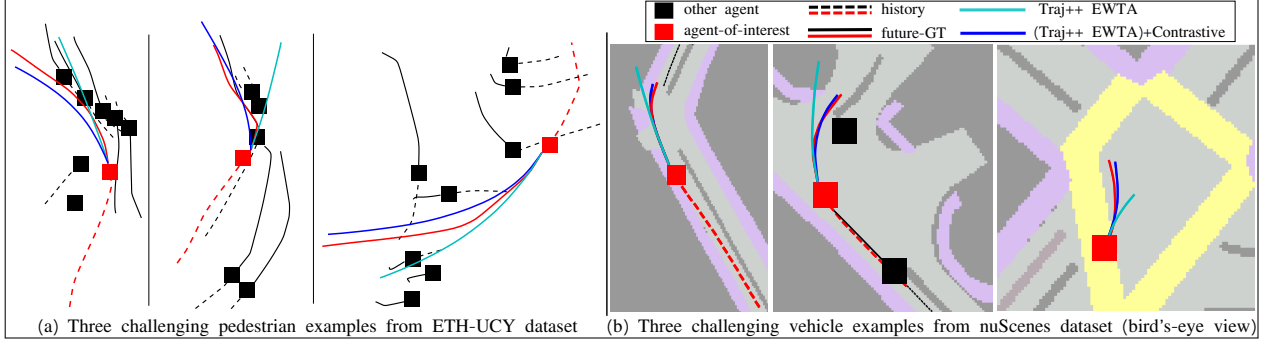 other agent history Traj++ EWTA
agent-of-interest future-GT (Traj++ EWTA)+Contrastive
(a) Three challenging pedestrian examples from ETH-UCY dataset
(b) Three challenging vehicle examples from nuScenes dataset (bird's-eye view)